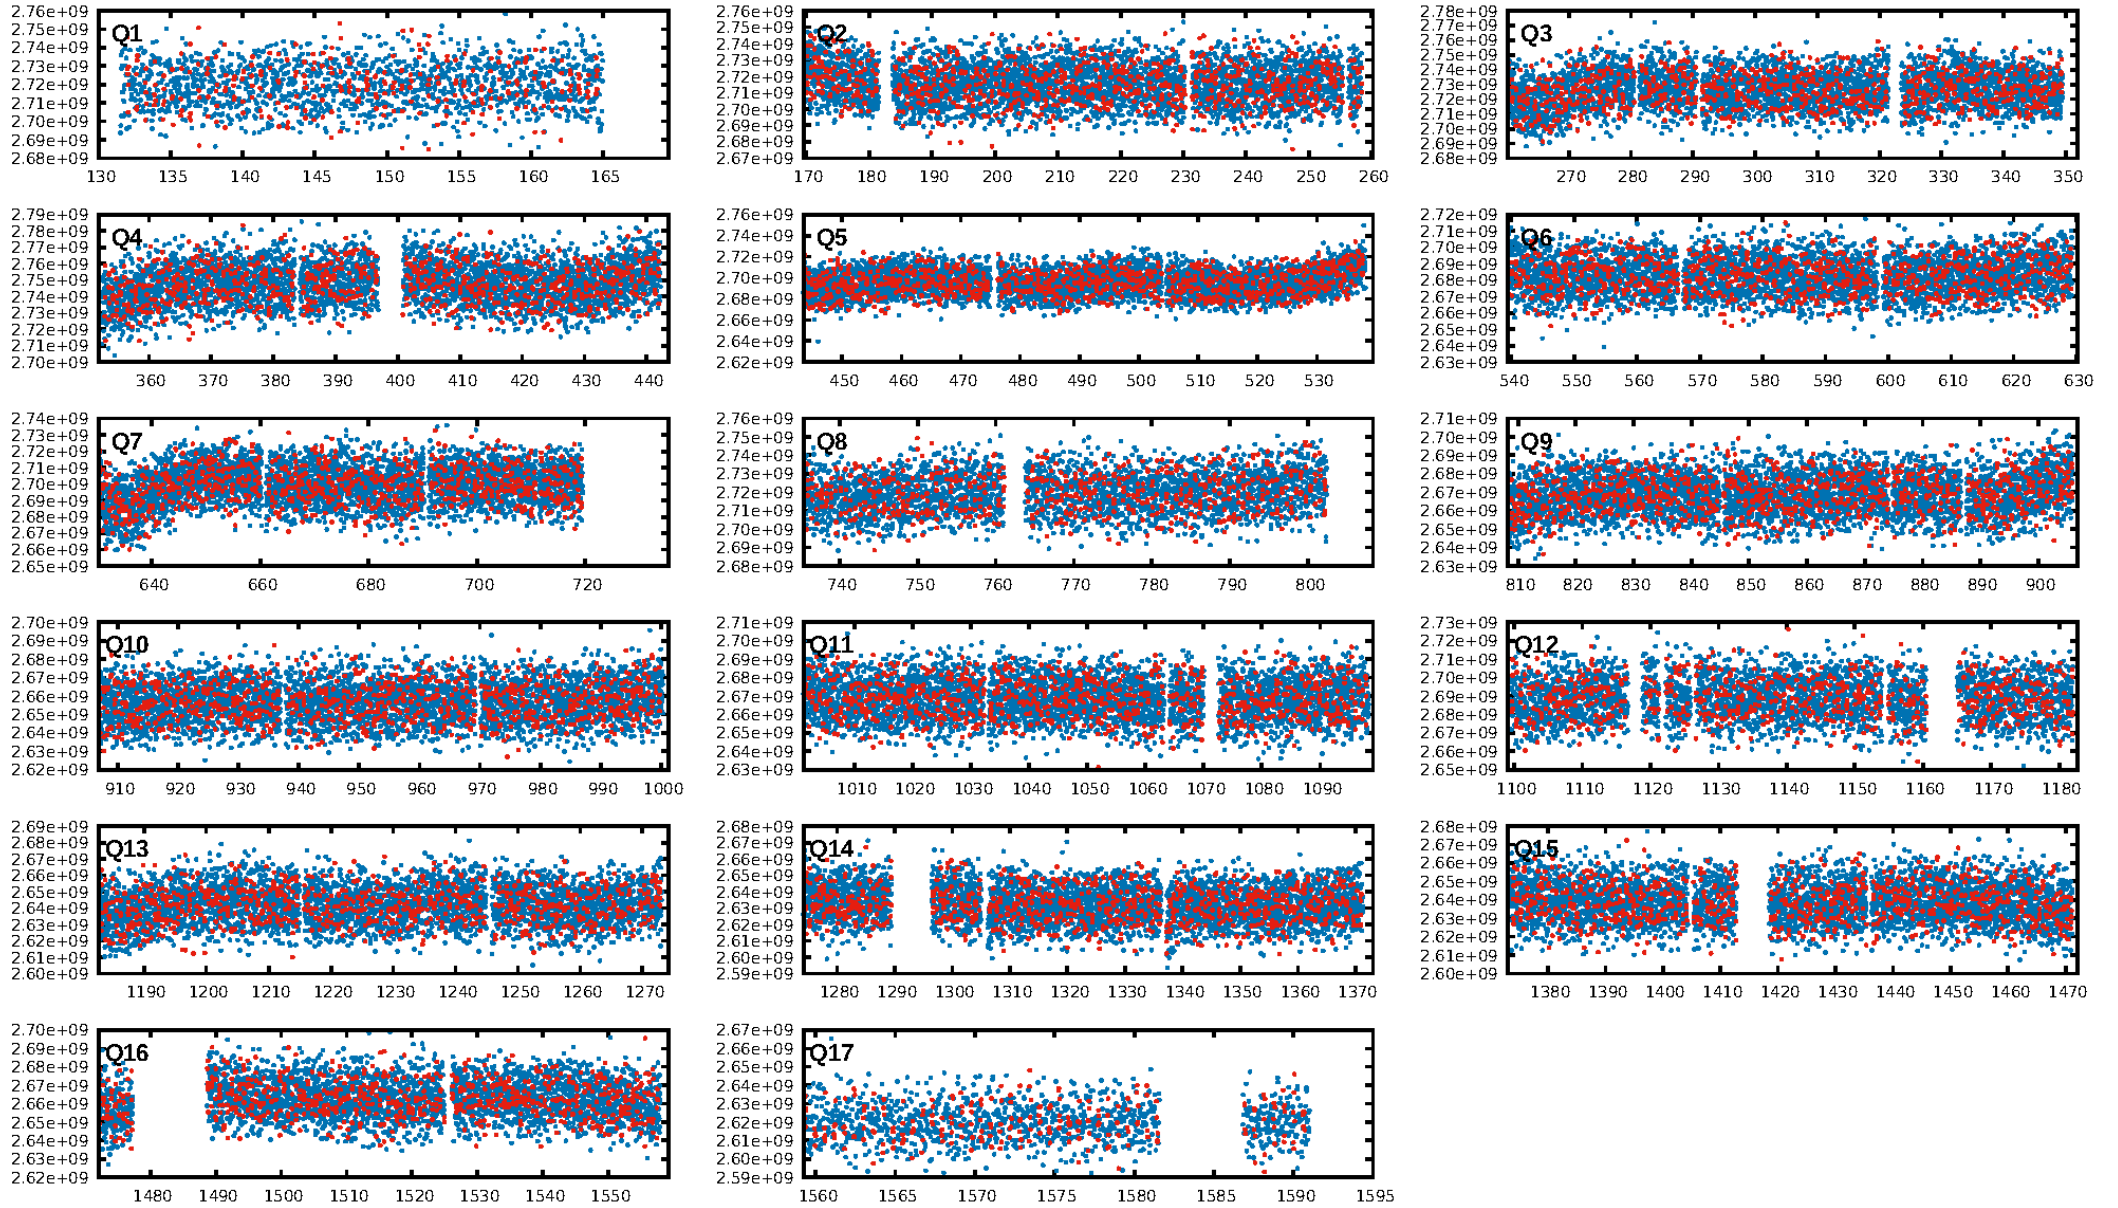 Q1
2.76e+09
2.75e+09
2.74e+09
2.73e+09
2.72e+09
2.71e+09
2.70e+09
2.69e+09
2.68e+09
130 135 140 145 150 155 160 165
Q2
2.76e+09
2.75e+09
2.74e+09
2.73e+09
2.72e+09
2.71e+09
2.70e+09
2.69e+09
2.68e+09
2.67e+09
170 180 190 200 210 220 230 240 250 260
Q3
2.78e+09
2.77e+09
2.76e+09
2.75e+09
2.74e+09
2.73e+09
2.72e+09
2.71e+09
2.70e+09
2.69e+09
2.68e+09
270 280 290 300 310 320 330 340 350
Q4
2.79e+09
2.78e+09
2.77e+09
2.76e+09
2.75e+09
2.74e+09
2.73e+09
2.72e+09
2.71e+09
2.70e+09
360 370 380 390 400 410 420 430 440
Q5
2.76e+09
2.74e+09
2.72e+09
2.70e+09
2.68e+09
2.66e+09
2.64e+09
2.62e+09
450 460 470 480 490 500 510 520 530
Q6
2.72e+09
2.71e+09
2.70e+09
2.69e+09
2.68e+09
2.67e+09
2.66e+09
2.65e+09
2.64e+09
2.63e+09
540 550 560 570 580 590 600 610 620 630
Q7
2.74e+09
2.73e+09
2.72e+09
2.71e+09
2.70e+09
2.69e+09
2.68e+09
2.67e+09
2.66e+09
2.65e+09
640 660 680 700 720
Q8
2.76e+09
2.75e+09
2.74e+09
2.73e+09
2.72e+09
2.71e+09
2.70e+09
2.69e+09
2.68e+09
740 750 760 770 780 790 800
Q9
2.71e+09
2.70e+09
2.69e+09
2.68e+09
2.67e+09
2.66e+09
2.65e+09
2.64e+09
2.63e+09
810 820 830 840 850 860 870 880 890 900
Q10
2.70e+09
2.69e+09
2.68e+09
2.67e+09
2.66e+09
2.65e+09
2.64e+09
2.63e+09
2.62e+09
910 920 930 940 950 960 970 980 990 1000
Q11
2.71e+09
2.70e+09
2.69e+09
2.68e+09
2.67e+09
2.66e+09
2.65e+09
2.64e+09
2.63e+09
1010 1020 1030 1040 1050 1060 1070 1080 1090
Q12
2.73e+09
2.72e+09
2.71e+09
2.70e+09
2.69e+09
2.68e+09
2.67e+09
2.66e+09
2.65e+09
1100 1110 1120 1130 1140 1150 1160 1170 1180
Q13
2.69e+09
2.68e+09
2.67e+09
2.66e+09
2.65e+09
2.64e+09
2.63e+09
2.62e+09
2.61e+09
2.60e+09
1190 1200 1210 1220 1230 1240 1250 1260 1270
Q14
2.68e+09
2.67e+09
2.66e+09
2.65e+09
2.64e+09
2.63e+09
2.62e+09
2.61e+09
2.60e+09
2.59e+09
1280 1290 1300 1310 1320 1330 1340 1350 1360 1370
Q15
2.68e+09
2.67e+09
2.66e+09
2.65e+09
2.64e+09
2.63e+09
2.62e+09
2.61e+09
2.60e+09
1380 1390 1400 1410 1420 1430 1440 1450 1460 1470
Q16
2.70e+09
2.69e+09
2.68e+09
2.67e+09
2.66e+09
2.65e+09
2.64e+09
2.63e+09
2.62e+09
1480 1490 1500 1510 1520 1530 1540 1550
Q17
2.67e+09
2.66e+09
2.65e+09
2.64e+09
2.63e+09
2.62e+09
2.61e+09
2.60e+09
2.59e+09
1560 1565 1570 1575 1580 1585 1590 1595